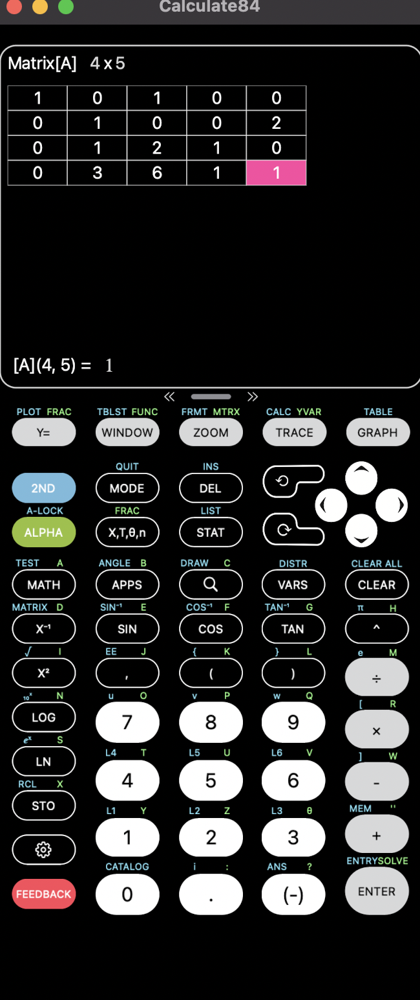 Calculate84
Matrix[A] 4 x 5
1 0 1 0 0
0 1 0 0 2
0 1 2 1 0
0 3 6 1 1
[A](4, 5) = 1
PLOT FRAC TBLST FUNC FRMT MTRX CALC YVAR TABLE
Y= WINDOW ZOOM TRACE GRAPH
QUIT INS
2ND MODE DEL
A-LOCK FRAC LIST
ALPHA X,T,θ,n STAT
TEST A ANGLE B DRAW C DISTR CLEAR ALL
MATH APPS VARS CLEAR
MATRIX D SIN⁻¹ E COS⁻¹ F TAN⁻¹ G π H
X⁻¹ SIN COS TAN ^
√ I EE J { K } L e M
X² , ( ) ÷
10ˣ N u O v P w Q [ R
LOG 7 8 9 ×
eˣ S L4 T L5 U L6 V ] W
LN 4 5 6 -
RCL X L1 Y L2 Z L3 θ MEM "
STO 1 2 3 +
CATALOG i : ANS ? ENTRY SOLVE
FEEDBACK 0 . (-) ENTER